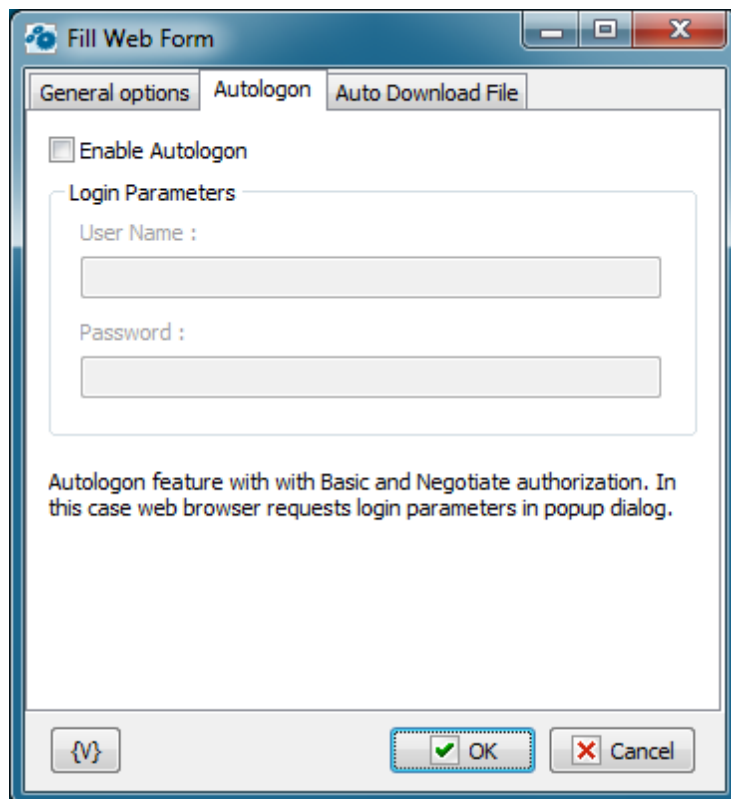 Fill Web Form
General options Autologon Auto Download File
Enable Autologon
Login Parameters
User Name :
Password :
Autologon feature with with Basic and Negotiate authorization. In
this case web browser requests login parameters in popup dialog.
{V} OK Cancel